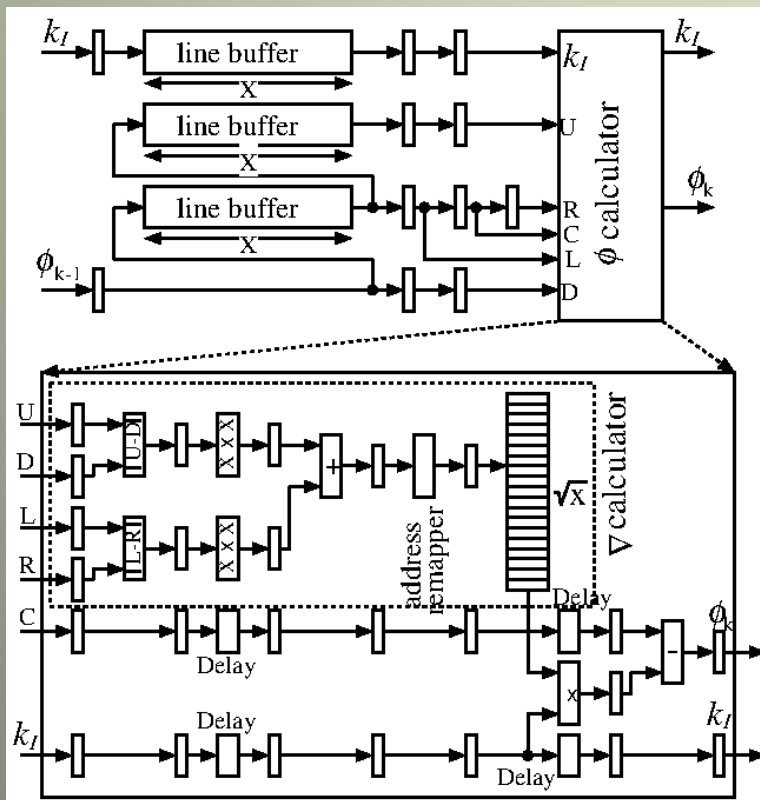 k_I line buffer k_I k_I
X
line buffer U
X
line buffer R φ_k
C
X
L
φ_{k-1} D
φ calculator
U
|U-D|
X X X
D
+
√x
L
|L-R|
X X X
R
address remapper
∇ calculator
C Delay φ_k
Delay
-
X
Delay
k_I k_I
Delay